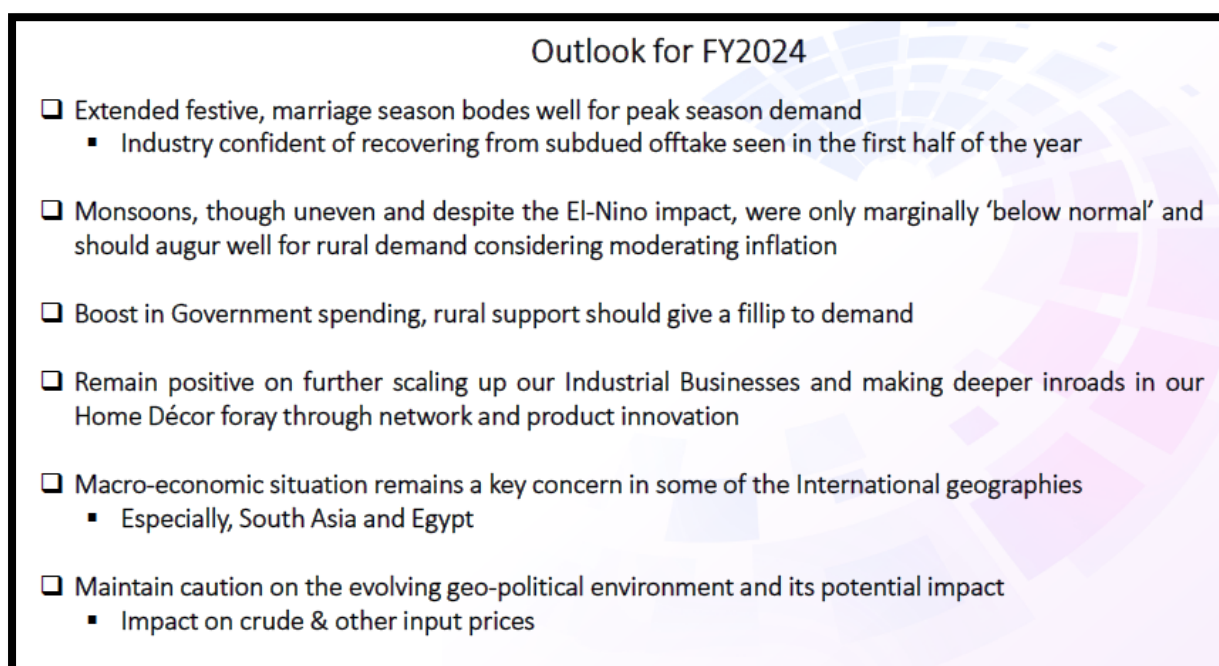 Outlook for FY2024
❑ Extended festive, marriage season bodes well for peak season demand
▪ Industry confident of recovering from subdued offtake seen in the first half of the year
❑ Monsoons, though uneven and despite the El-Nino impact, were only marginally ‘below normal’ and
should augur well for rural demand considering moderating inflation
❑ Boost in Government spending, rural support should give a fillip to demand
❑ Remain positive on further scaling up our Industrial Businesses and making deeper inroads in our
Home Décor foray through network and product innovation
❑ Macro-economic situation remains a key concern in some of the International geographies
▪ Especially, South Asia and Egypt
❑ Maintain caution on the evolving geo-political environment and its potential impact
▪ Impact on crude & other input prices